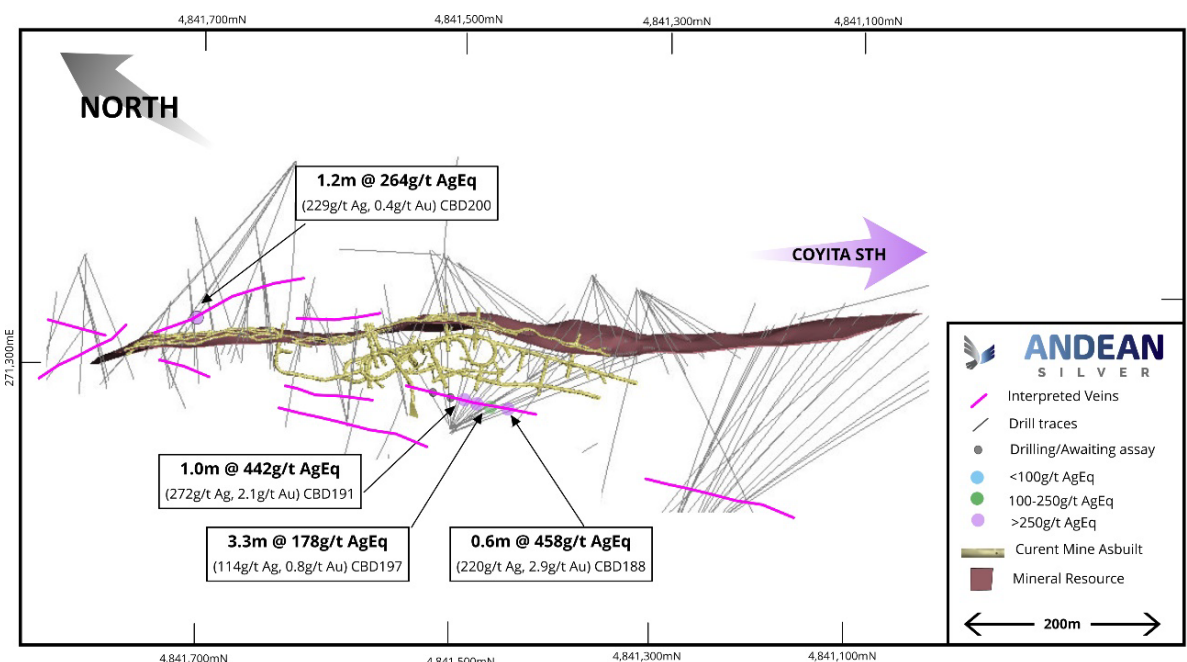 4,841,700mN
4,841,500mN
4,841,300mN
4,841,100mN
NORTH
1.2m @ 264g/t AgEq
(229g/t Ag, 0.4g/t Au) CBD200
COYITA STH
271,300mE
1.0m @ 442g/t AgEq
(272g/t Ag, 2.1g/t Au) CBD191
3.3m @ 178g/t AgEq
(114g/t Ag, 0.8g/t Au) CBD197
0.6m @ 458g/t AgEq
(220g/t Ag, 2.9g/t Au) CBD188
ANDEAN
SILVER
Interpreted Veins
Drill traces
Drilling/Awaiting assay
<100g/t AgEq
100-250g/t AgEq
>250g/t AgEq
Curent Mine Asbuilt
Mineral Resource
200m
4,841,700mN
4,841,500mN
4,841,300mN
4,841,100mN